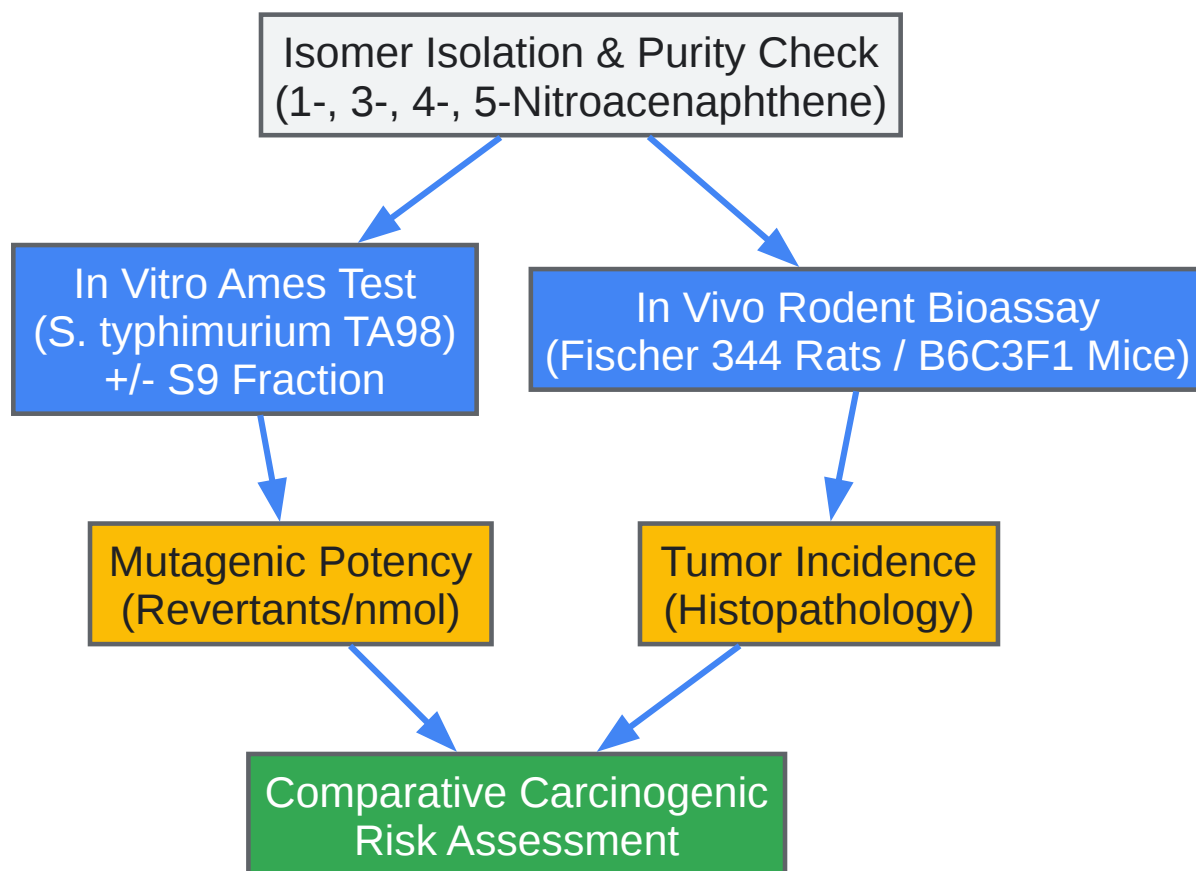 Isomer Isolation & Purity Check
(1-, 3-, 4-, 5-Nitroacenaphthene)
In Vitro Ames Test
(S. typhimurium TA98)
+/- S9 Fraction
In Vivo Rodent Bioassay
(Fischer 344 Rats / B6C3F1 Mice)
Mutagenic Potency
(Revertants/nmol)
Tumor Incidence
(Histopathology)
Comparative Carcinogenic
Risk Assessment